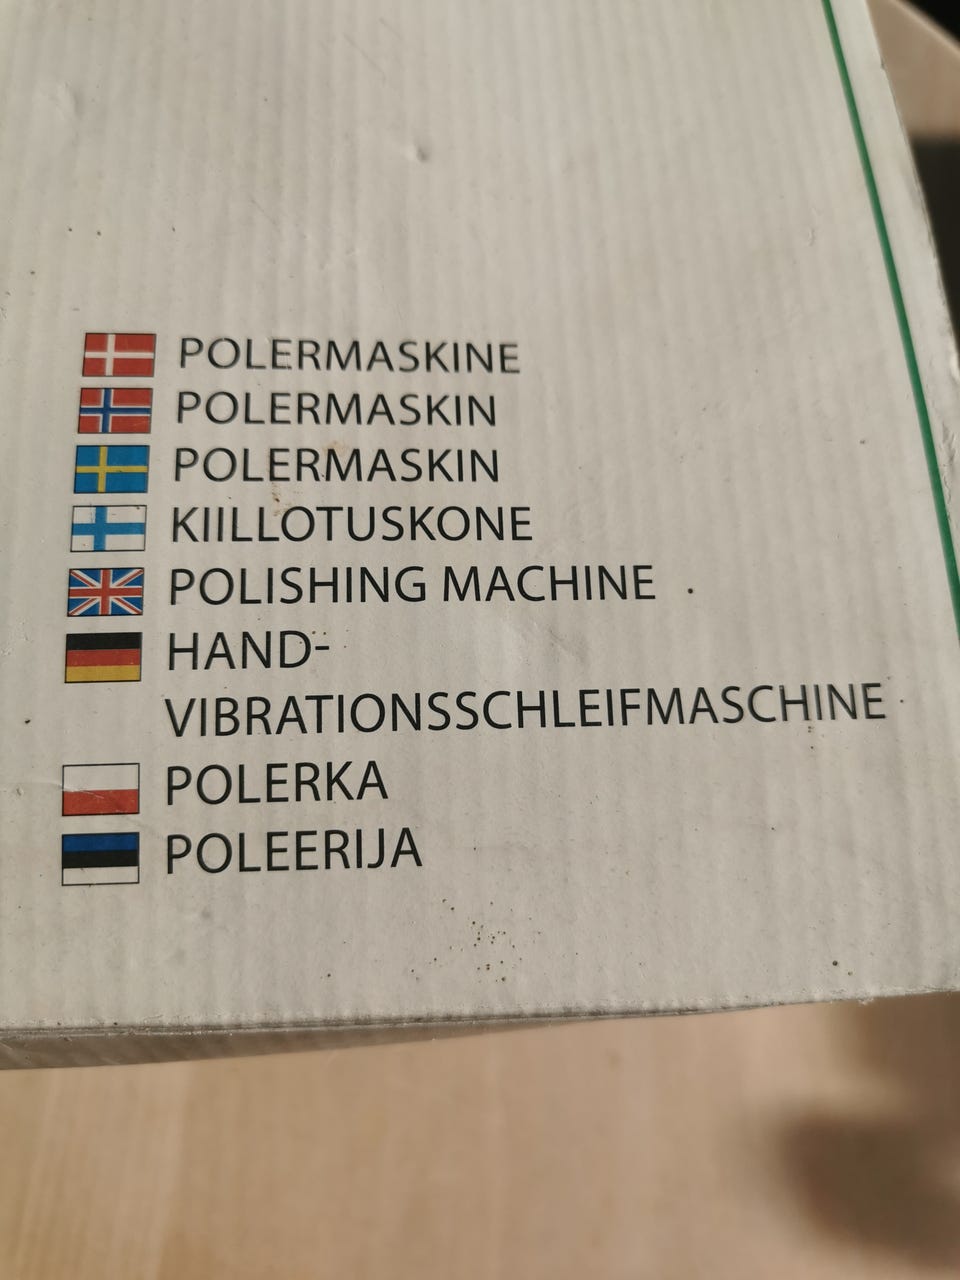 POLERMASKINE
POLERMASKIN
POLERMASKIN
KIILLOTUSKONE
POLISHING MACHINE
HAND-
VIBRATIONSSCHLEIFMASCHINE
POLERKA
POLEERIJA